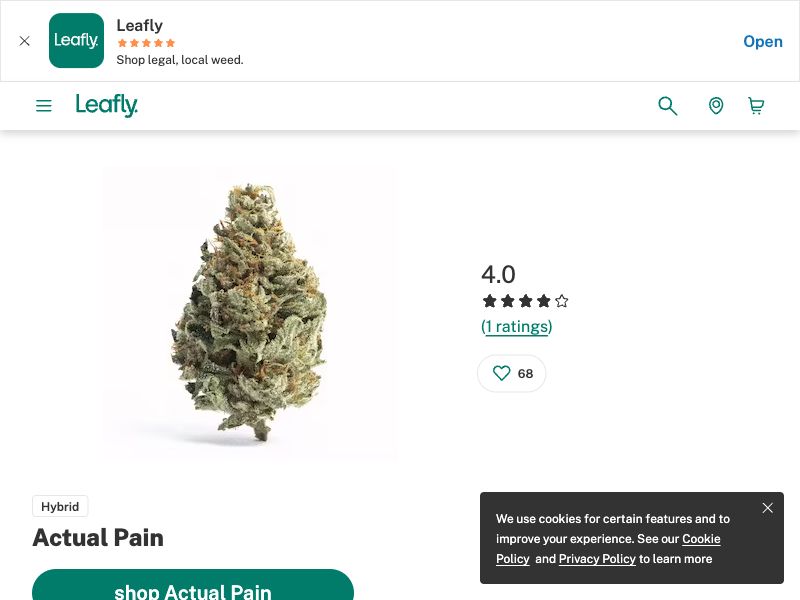 Leafly.
Leafly
Shop legal, local weed.
Open
Leafly.
4.0
(1 ratings)
68
Hybrid
Actual Pain
shop Actual Pain
We use cookies for certain features and to
improve your experience. See our Cookie
Policy and Privacy Policy to learn more